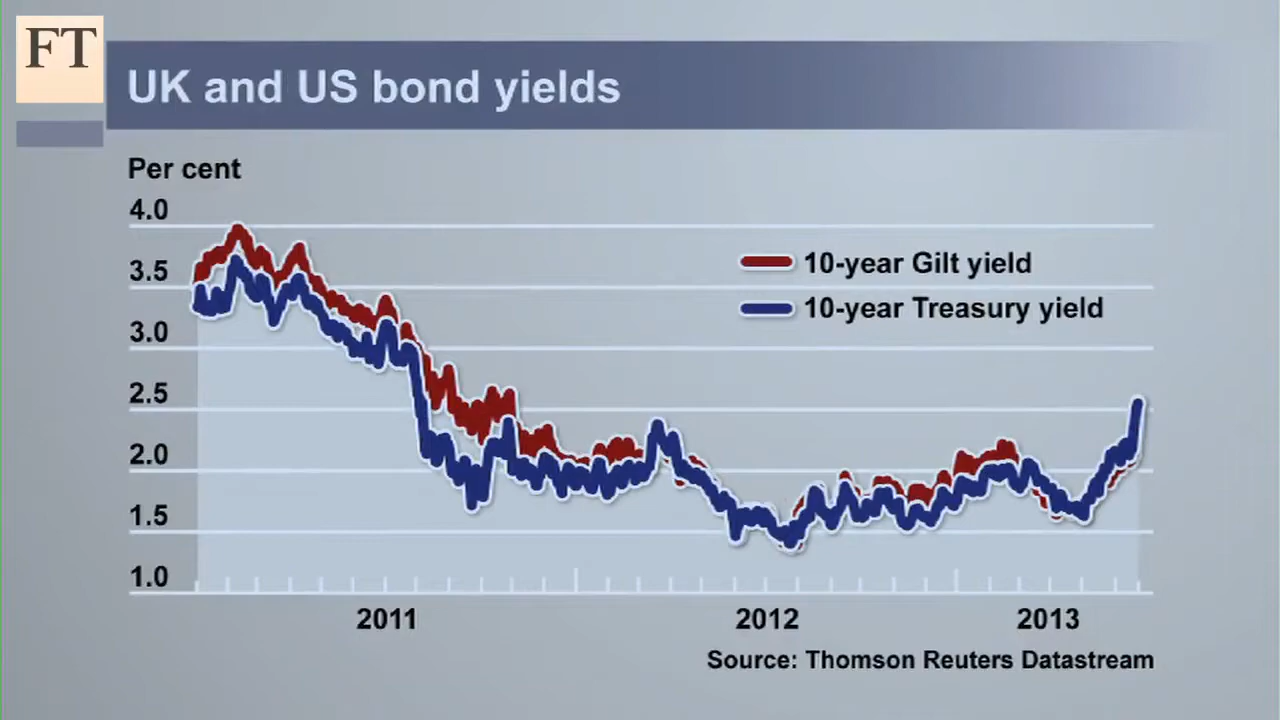 FT
UK and US bond yields
Per cent
4.0
3.5
3.0
2.5
2.0
1.5
1.0
10-year Gilt yield
10-year Treasury yield
2011 2012 2013
Source: Thomson Reuters Datastream